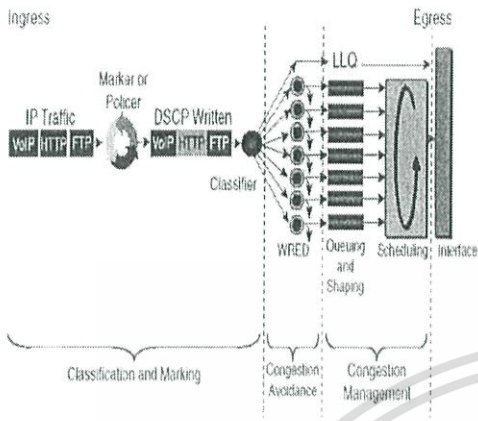 Ingress
Egress
LLQ
Marker or
Policer
IP Traffic
VoIP HTTP FTP
DSCP Written
VoIP HTTP FTP
Classifier
WRED
Queuing
and
Shaping
Scheduling
Interface
Classification and Marking
Congestion
Avoidance
Congestion
Management